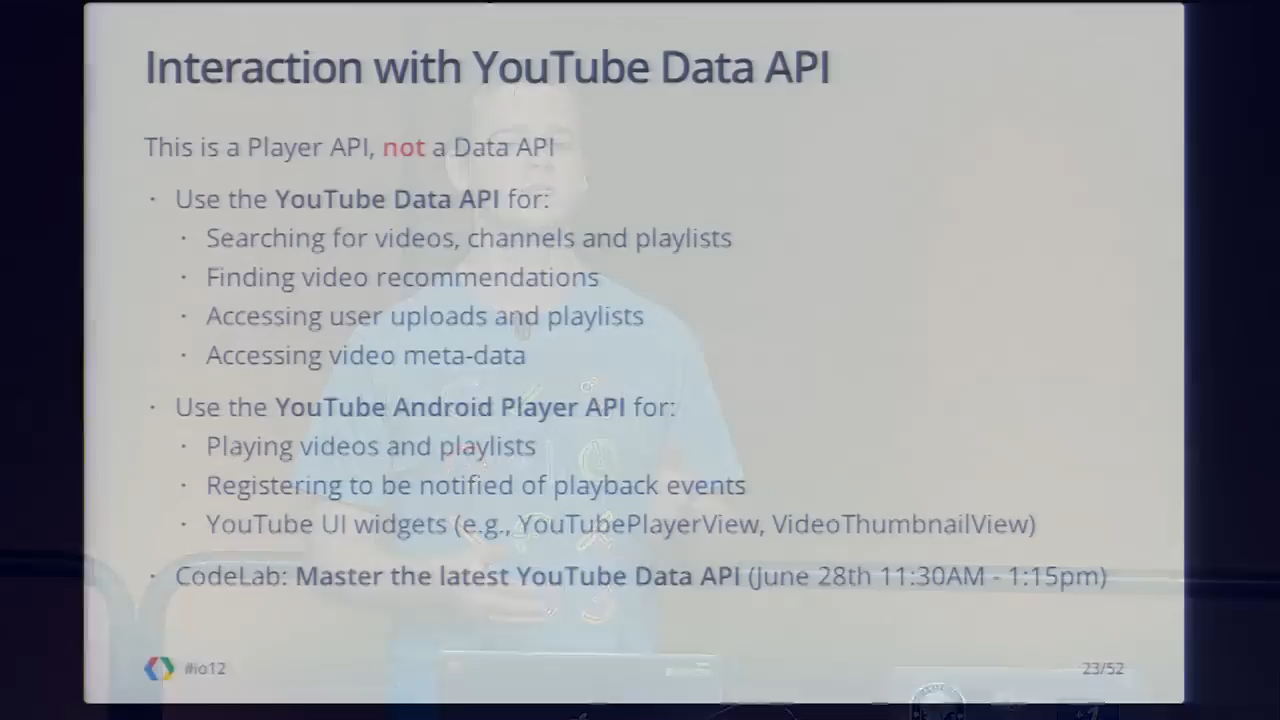 Interaction with YouTube Data API
This is a Player API, not a Data API
· Use the YouTube Data API for:
· Searching for videos, channels and playlists
· Finding video recommendations
· Accessing user uploads and playlists
· Accessing video meta-data
· Use the YouTube Android Player API for:
· Playing videos and playlists
· Registering to be notified of playback events
· YouTube UI widgets (e.g., YouTubePlayerView, VideoThumbnailView)
· CodeLab: Master the latest YouTube Data API (June 28th 11:30AM - 1:15pm)
#io12
23/52